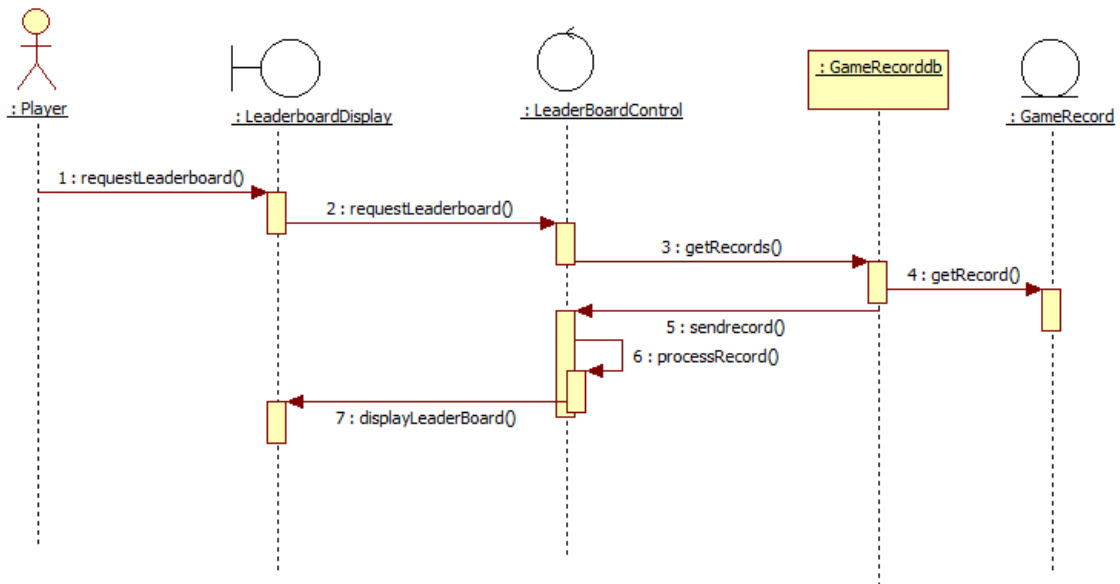 : Player
: LeaderboardDisplay
: LeaderBoardControl
: GameRecorddb
: GameRecord
1 : requestLeaderboard()
2 : requestLeaderboard()
3 : getRecords()
4 : getRecord()
5 : sendrecord()
6 : processRecord()
7 : displayLeaderBoard()